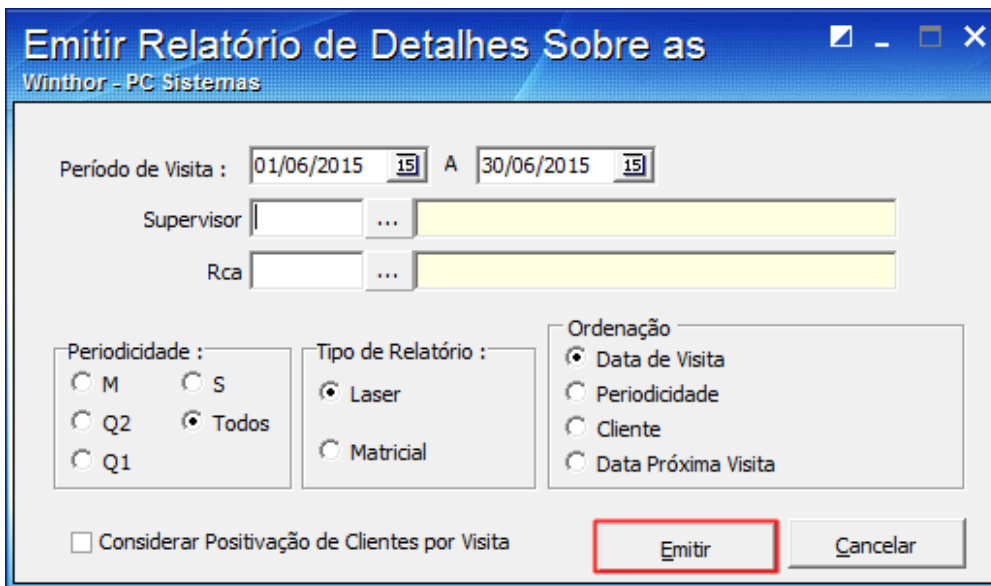 Emitir Relatório de Detalhes Sobre as
Winthor - PC Sistemas
Período de Visita : 01/06/2015 15 A 30/06/2015 15
Supervisor ...
Rca ...
Periodicidade :
M S
Q2 Todos
Q1
Tipo de Relatório :
Laser
Matricial
Ordenação
Data de Visita
Periodicidade
Cliente
Data Próxima Visita
Considerar Positivação de Clientes por Visita
Emitir
Cancelar